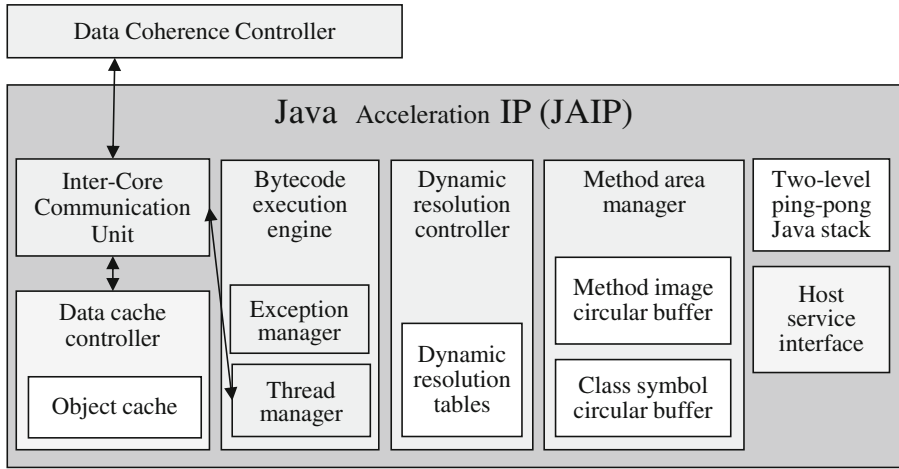 Data Coherence Controller
Java Acceleration IP (JAIP)
Inter-Core
Communication
Unit
Data cache
controller
Object cache
Bytecode
execution
engine
Exception
manager
Thread
manager
Dynamic
resolution
controller
Dynamic
resolution
tables
Method area
manager
Method image
circular buffer
Class symbol
circular buffer
Two-level
ping-pong
Java stack
Host
service
interface